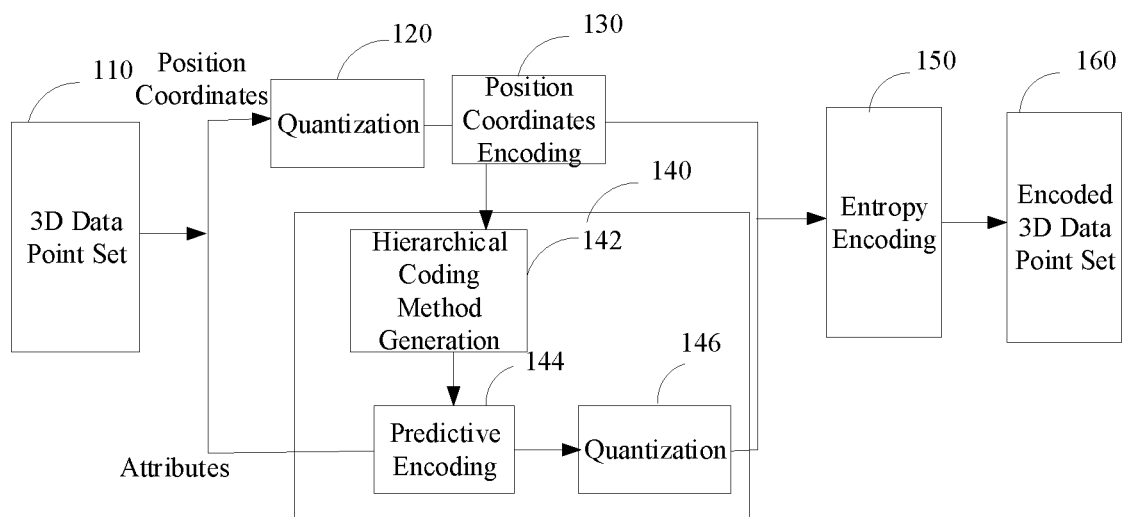 110
3D Data
Point Set
Position
Coordinates
120
Quantization
130
Position
Coordinates
Encoding
140
Hierarchical
Coding
Method
Generation
142
144
Predictive
Encoding
146
Quantization
Attributes
150
Entropy
Encoding
160
Encoded
3D Data
Point Set